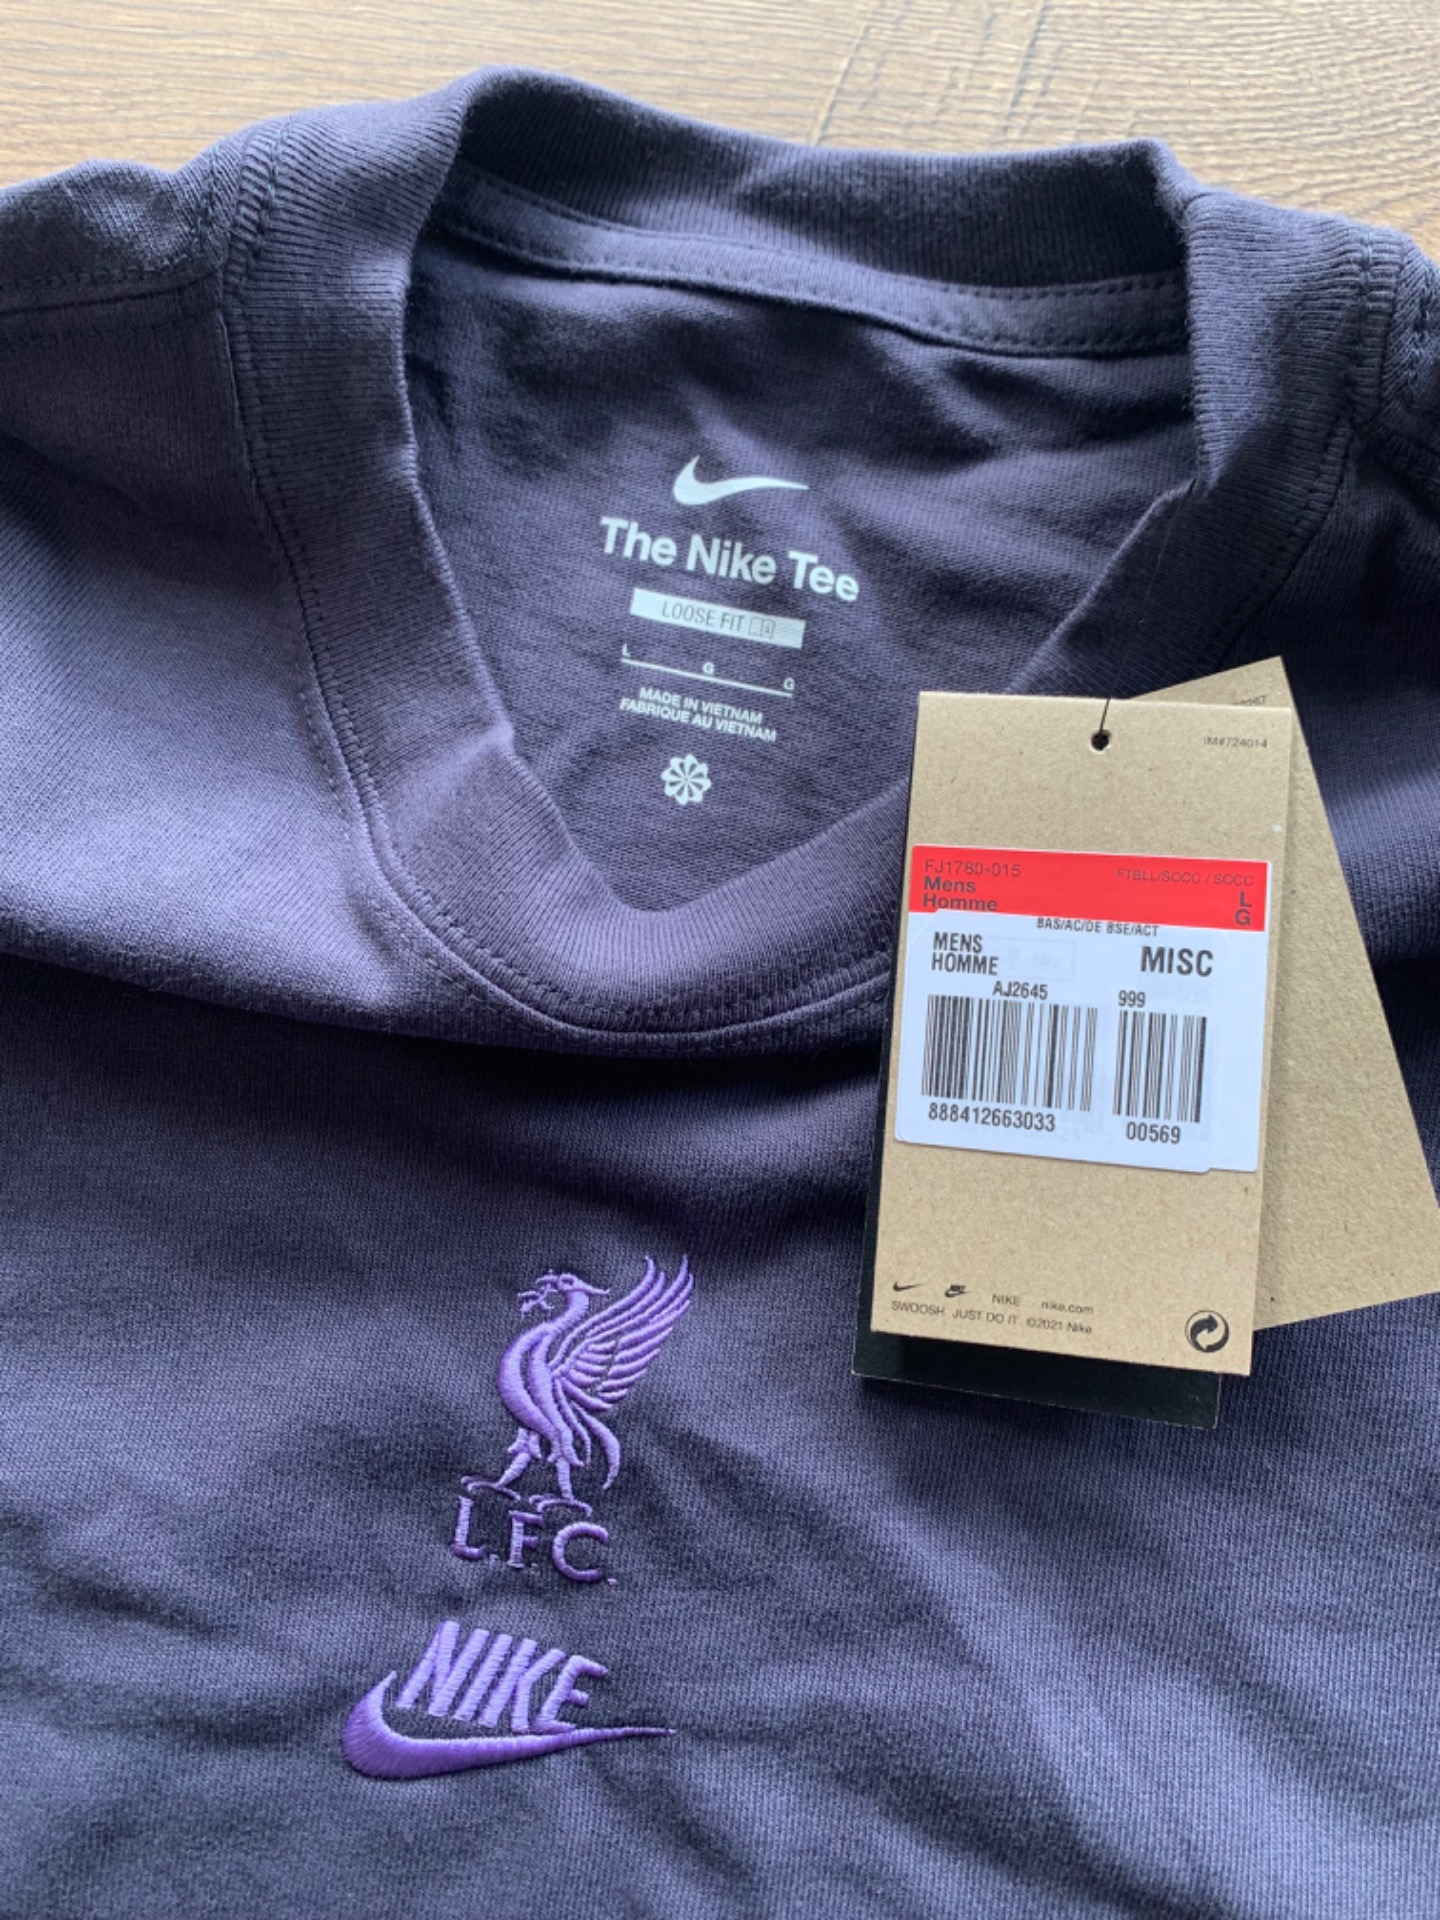 The Nike Tee
LOOSE FIT
L G G
MADE IN VIETNAM
FABRIQUE AU VIETNAM
IM#724014
FJ1780-015
FTBLL/SOCC / SOCC
Mens
Homme
L
G
BAS/AC/DE BSE/ACT
MENS
HOMME
MISC
AJ2645
999
888412663033
00569
NIKE nike.com
SWOOSH JUST DO IT ©2021 Nike
L.F.C.
NIKE